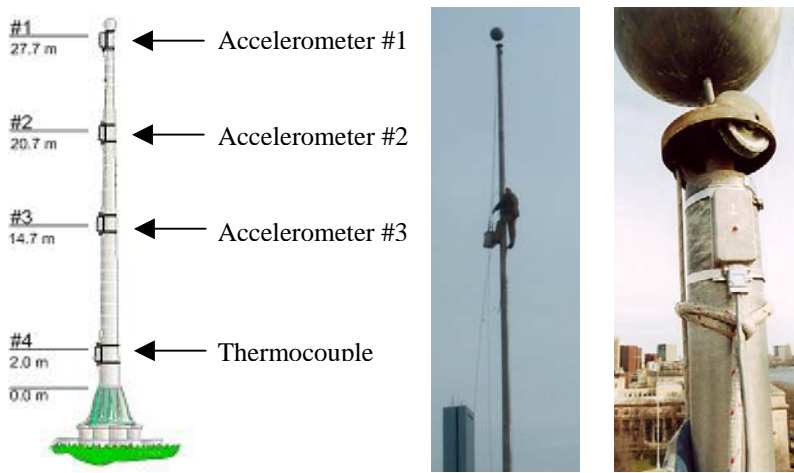 #1
27.7 m
Accelerometer #1
#2
20.7 m
Accelerometer #2
#3
14.7 m
Accelerometer #3
#4
2.0 m
Thermocouple
0.0 m
1